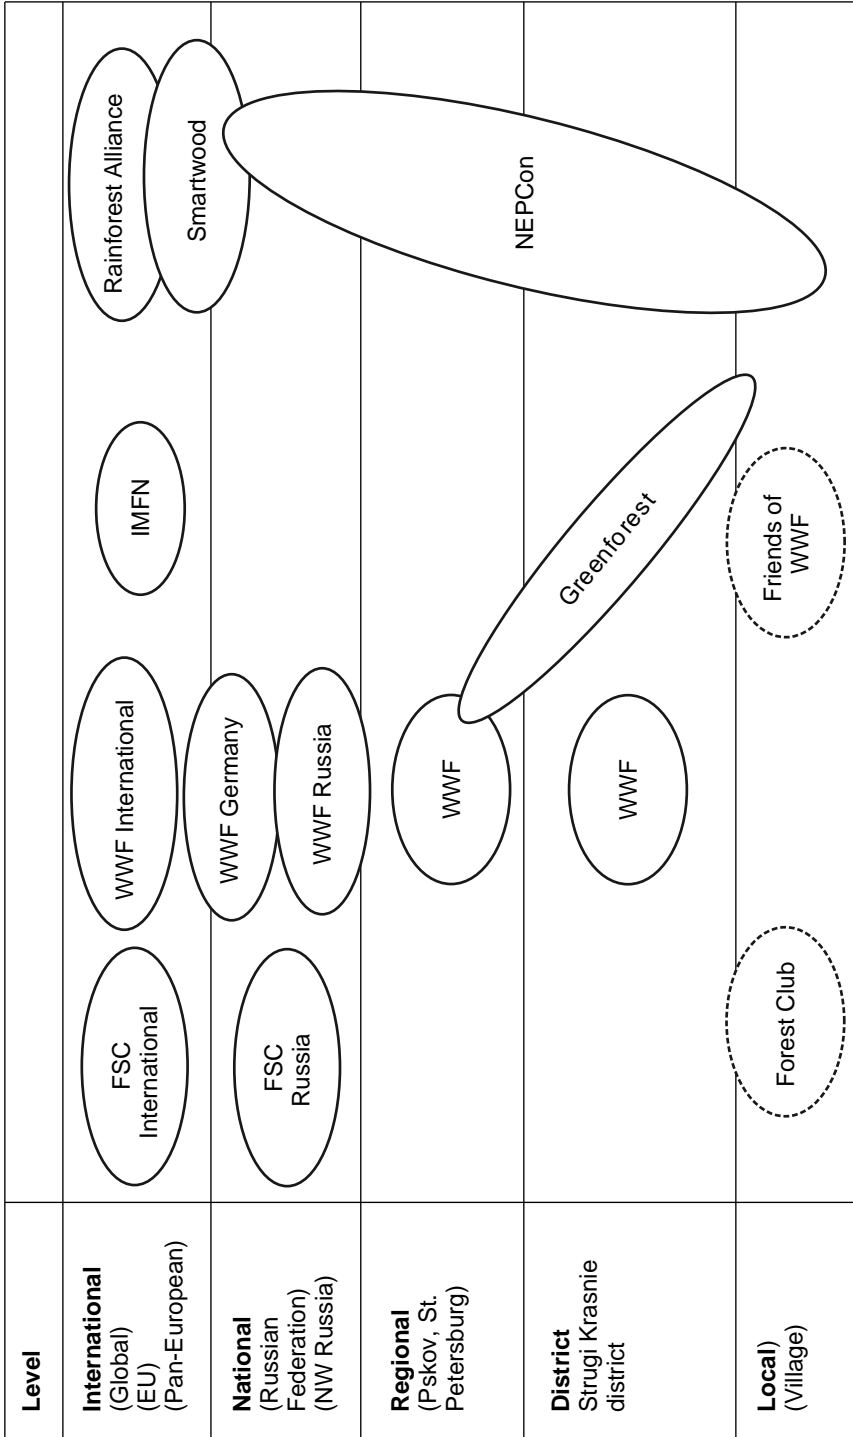 Level
International
(Global)
(EU)
(Pan-European)
FSC
International
WWF International
IMFN
Rainforest Alliance
Smartwood
National
(Russian
Federation)
(NW Russia)
FSC
Russia
WWF Germany
WWF Russia
NEPCon
Regional
(Pskov, St.
Petersburg)
WWF
Greenforest
District
Strugi Krasnie
district
WWF
Local)
(Village)
Forest Club
Friends of
WWF